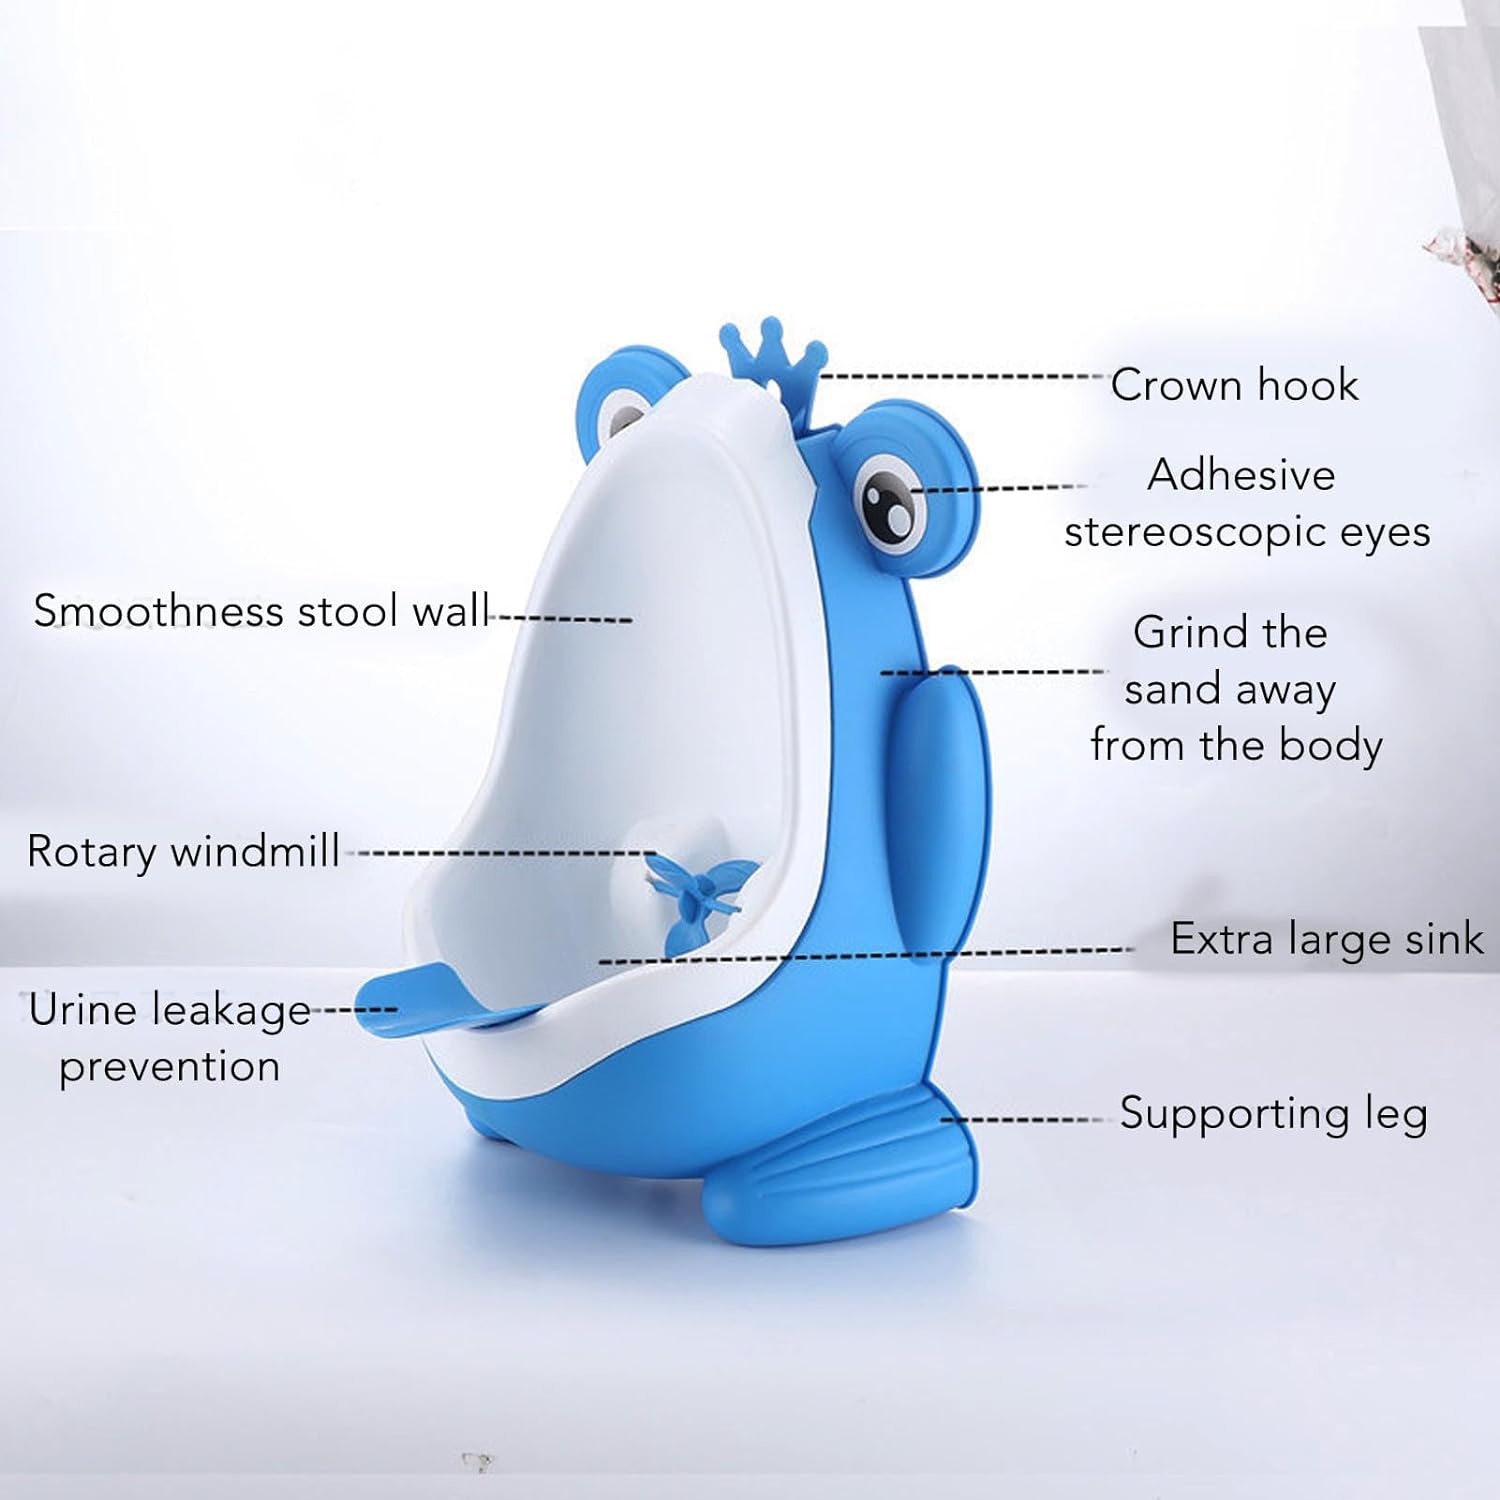 Crown hook
Adhesive
stereoscopic eyes
Smoothness stool wall
Grind the
sand away
from the body
Rotary windmill
Extra large sink
Urine leakage
prevention
Supporting leg